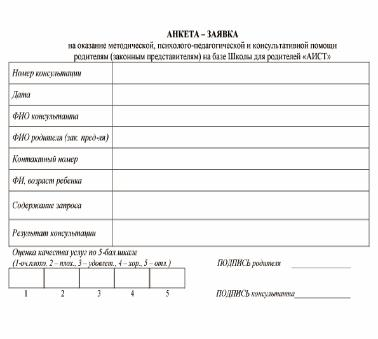 АНКЕТА – ЗАЯВКА
на оказание методической, психолого-педагогической и консультативной помощи
родителям (законным представителям) на базе Школы для родителей «АИСТ»
Номер консультации
Дата
ФИО консультанта
ФИО родителя (зак. пред-ля)
Контактный номер
ФИ, возраст ребенка
Содержание запроса
Результат консультации
Оценка качества услуг по 5-бал шкале
(1-оч.плохо. 2 – плох., 3 – удовлет., 4 – хор., 5 – отл.)
1 2 3 4 5
ПОДПИСЬ родителя
ПОДПИСЬ консультанта